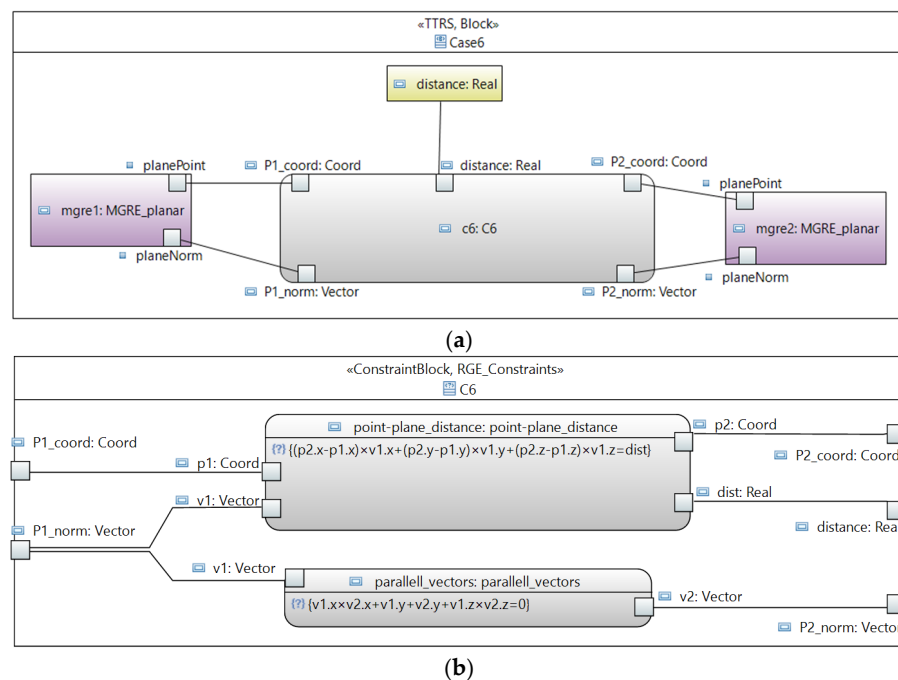 «TTRS, Block»
Case6
distance: Real
planePoint
P1_coord: Coord
distance: Real
P2_coord: Coord
planePoint
mgre1: MGRE_planar
c6: C6
mgre2: MGRE_planar
planeNorm
planeNorm
P1_norm: Vector
P2_norm: Vector
(a)
«ConstraintBlock, RGE_Constraints»
C6
point-plane_distance: point-plane_distance
p2: Coord
P1_coord: Coord
{(p2.x-p1.x)×v1.x+(p2.y-p1.y)×v1.y+(p2.z-p1.z)×v1.z=dist}
P2_coord: Coord
p1: Coord
dist: Real
v1: Vector
P1_norm: Vector
distance: Rea
v1: Vector
parallell_vectors: parallell_vectors
{v1.x×v2.x+v1.y+v2.y+v1.z×v2.z=0}
v2: Vector
P2_norm: Vector
(b)